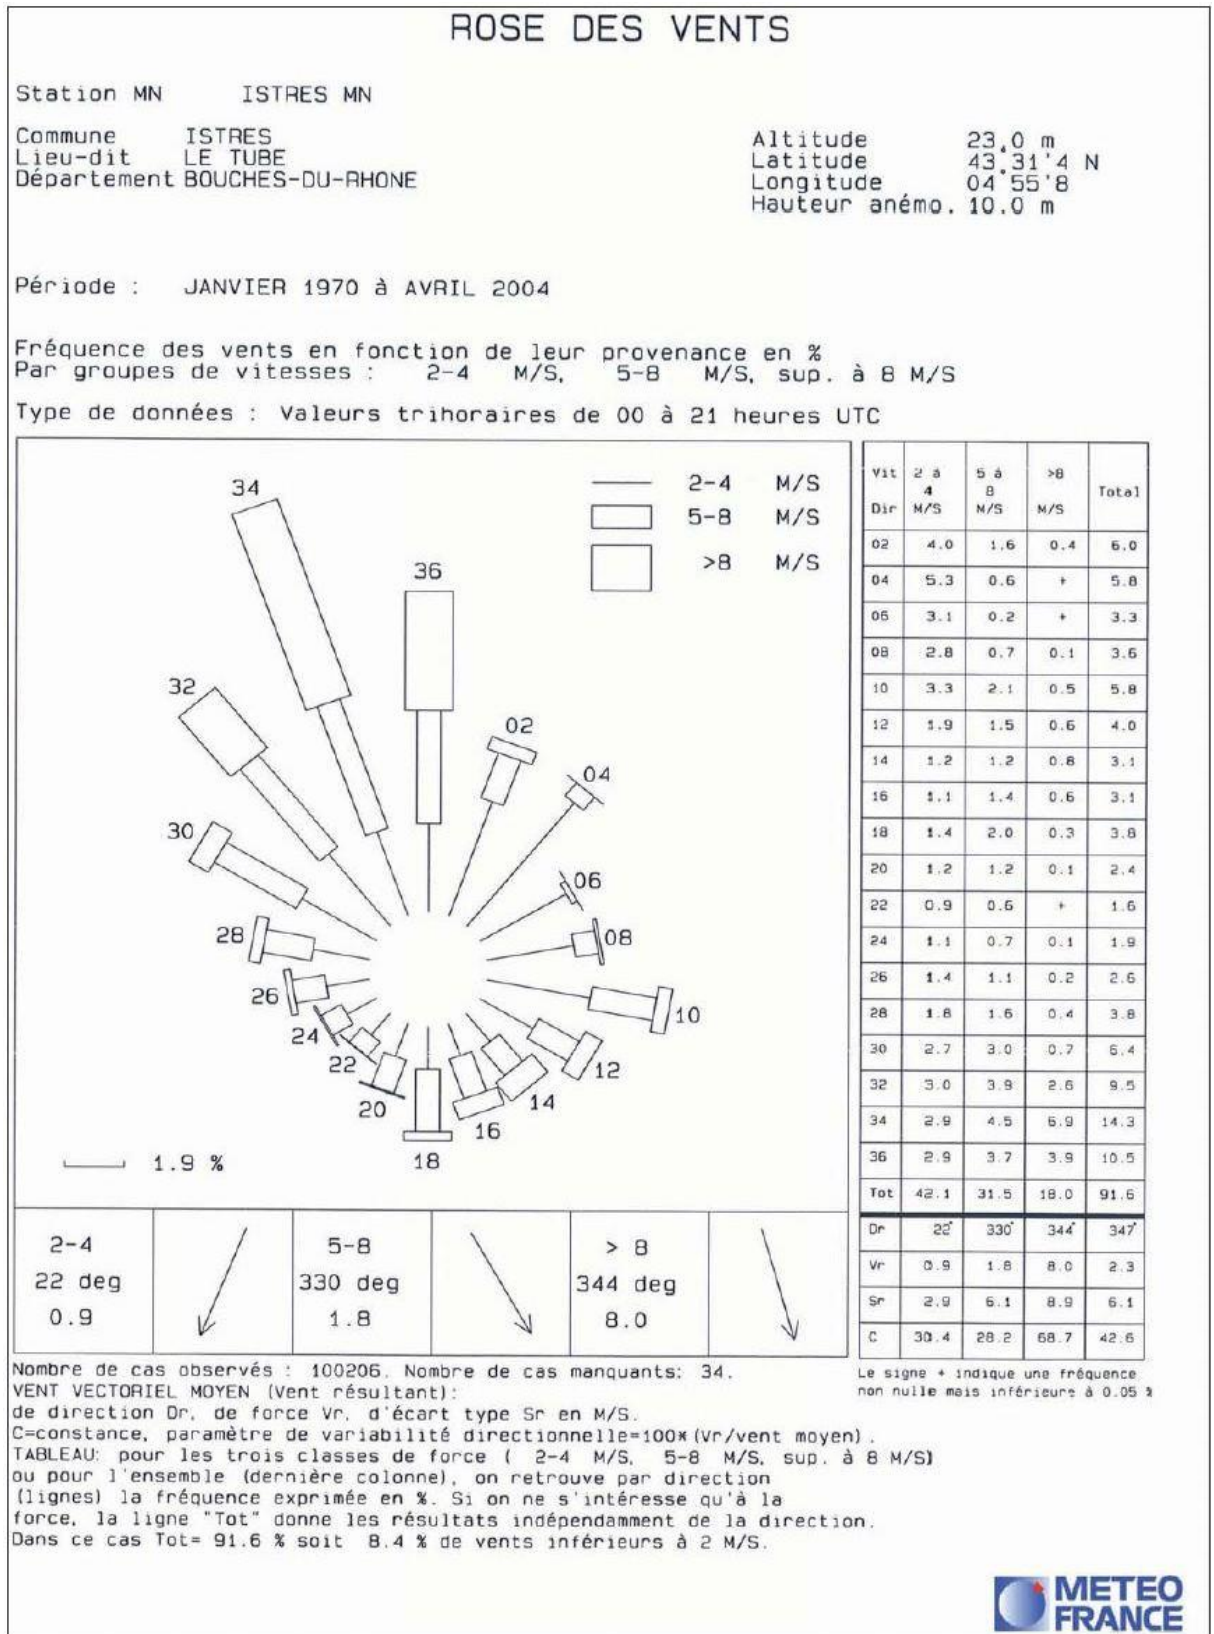 ROSE DES VENTS
Station MN ISTRES MN
Commune ISTRES
Lieu-dit LE TUBE
Département BOUCHES-DU-RHONE
Altitude 23,0 m
Latitude 43°31'4 N
Longitude 04°55'8
Hauteur anémo. 10.0 m
Période : JANVIER 1970 à AVRIL 2004
Fréquence des vents en fonction de leur provenance en %
Par groupes de vitesses : 2-4 M/S, 5-8 M/S, sup. à 8 M/S
Type de données : Valeurs trihoraires de 00 à 21 heures UTC
2-4 M/S
5-8 M/S
>8 M/S
34
36
32
02
04
30
06
28
08
26
10
24
22
12
20
14
16
18
1.9 %
2-4
22 deg
0.9
5-8
330 deg
1.8
> 8
344 deg
8.0
Vit Dir 2 à 4 M/S 5 à 8 M/S >8 M/S Total
02 4.0 1.6 0.4 6.0
04 5.3 0.6 + 5.8
06 3.1 0.2 + 3.3
08 2.8 0.7 0.1 3.6
10 3.3 2.1 0.5 5.8
12 1.9 1.5 0.6 4.0
14 1.2 1.2 0.8 3.1
16 1.1 1.4 0.6 3.1
18 1.4 2.0 0.3 3.8
20 1.2 1.2 0.1 2.4
22 0.9 0.6 + 1.6
24 1.1 0.7 0.1 1.9
26 1.4 1.1 0.2 2.6
28 1.8 1.6 0.4 3.8
30 2.7 3.0 0.7 6.4
32 3.0 3.9 2.6 9.5
34 2.9 4.5 6.9 14.3
36 2.9 3.7 3.9 10.5
Tot 42.1 31.5 18.0 91.6
Dr 22° 330° 344° 347°
Vr 0.9 1.8 8.0 2.3
Sr 2.9 6.1 8.9 6.1
C 30.4 28.2 68.7 42.6
Le signe + indique une fréquence
non nulle mais inférieure à 0.05 %
Nombre de cas observés : 100206. Nombre de cas manquants: 34.
VENT VECTORIEL MOYEN (Vent résultant):
de direction Dr, de force Vr, d'écart type Sr en M/S.
C=constance, paramètre de variabilité directionnelle=100*(Vr/vent moyen).
TABLEAU: pour les trois classes de force ( 2-4 M/S, 5-8 M/S, sup. à 8 M/S)
ou pour l'ensemble (dernière colonne), on retrouve par direction
(lignes) la fréquence exprimée en %. Si on ne s'intéresse qu'à la
force, la ligne "Tot" donne les résultats indépendamment de la direction.
Dans ce cas Tot= 91.6 % soit 8.4 % de vents inférieurs à 2 M/S.
METEO
FRANCE